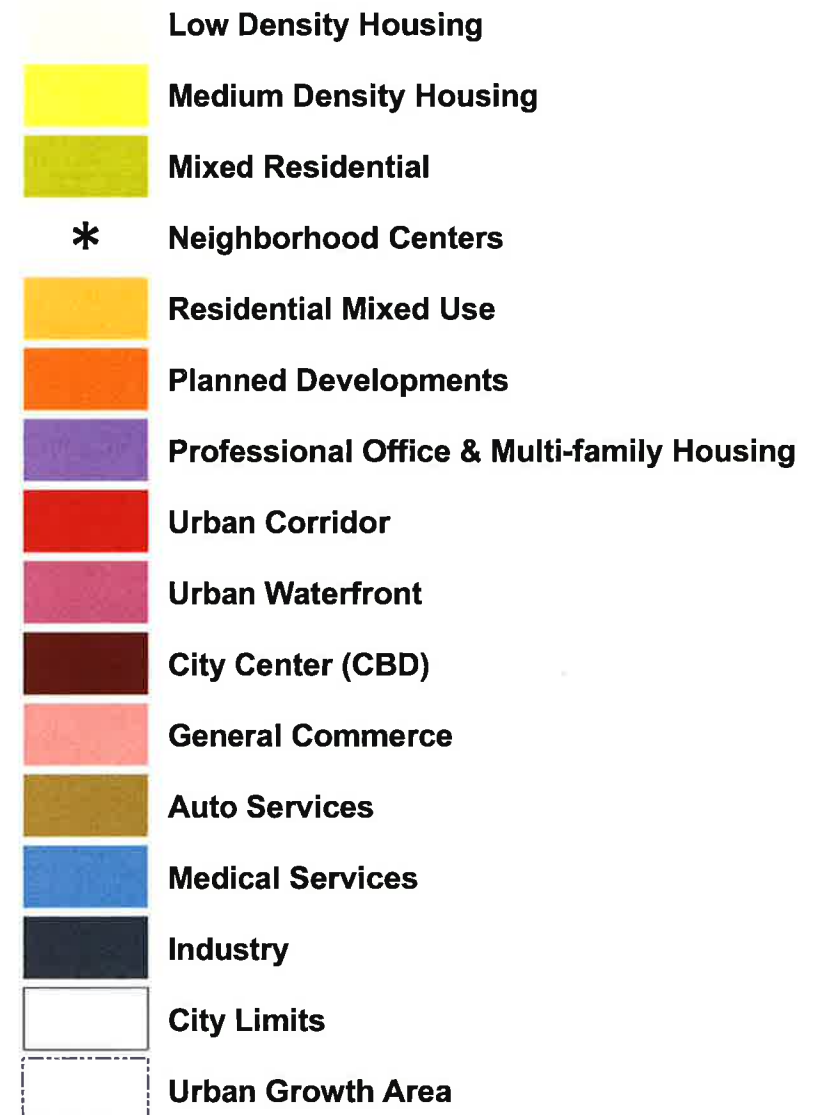 Low Density Housing
Medium Density Housing
Mixed Residential
* Neighborhood Centers
Residential Mixed Use
Planned Developments
Professional Office & Multi-family Housing
Urban Corridor
Urban Waterfront
City Center (CBD)
General Commerce
Auto Services
Medical Services
Industry
City Limits
Urban Growth Area